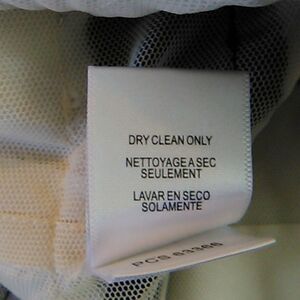 DRY CLEAN ONLY
NETTOYAGE A SEC
SEULEMENT
LAVAR EN SECO
SOLAMENTE
PCS 63366